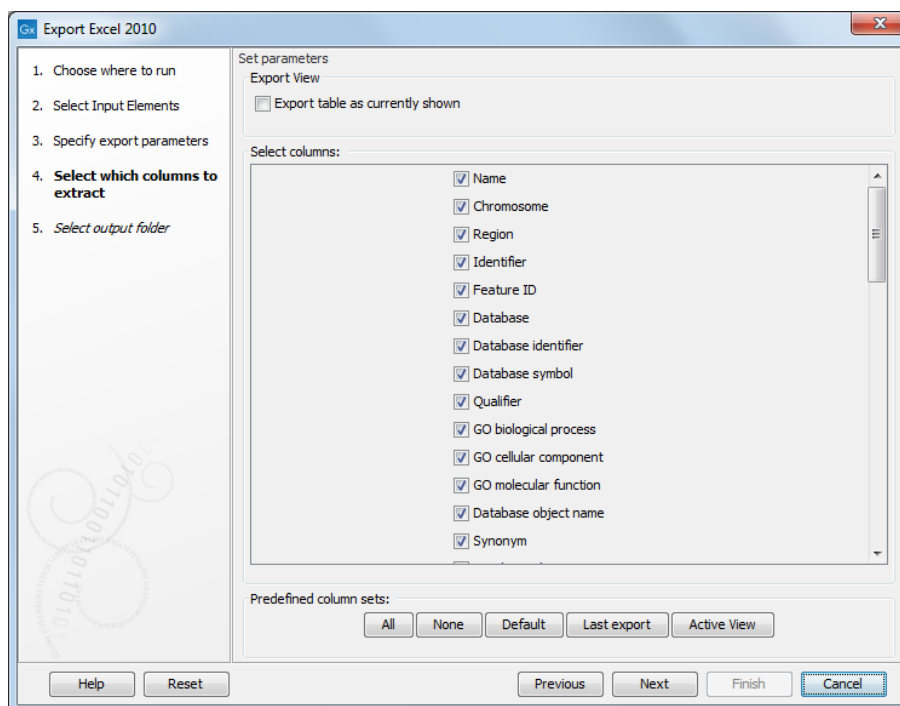 Gx Export Excel 2010
X
1. Choose where to run
2. Select Input Elements
3. Specify export parameters
4. Select which columns to
extract
5. Select output folder
Set parameters
Export View
Export table as currently shown
Select columns:
Name
Chromosome
Region
Identifier
Feature ID
Database
Database identifier
Database symbol
Qualifier
GO biological process
GO cellular component
GO molecular function
Database object name
Synonym
Predefined column sets:
All None Default Last export Active View
Help Reset Previous Next Finish Cancel